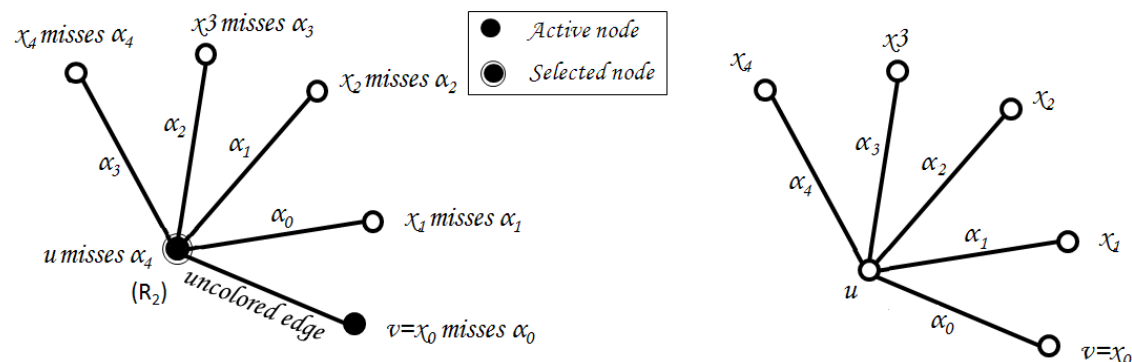 x₄ misses α₄
x3 misses α₃
x₂ misses α₂
α₂
α₁
α₃
α₀
x₁ misses α₁
u misses α₄
(R₂)
uncolored edge
v=x₀ misses α₀
Active node
Selected node
x₄
x3
x₂
α₃
α₂
α₄
α₁
x₁
u
α₀
v=x₀